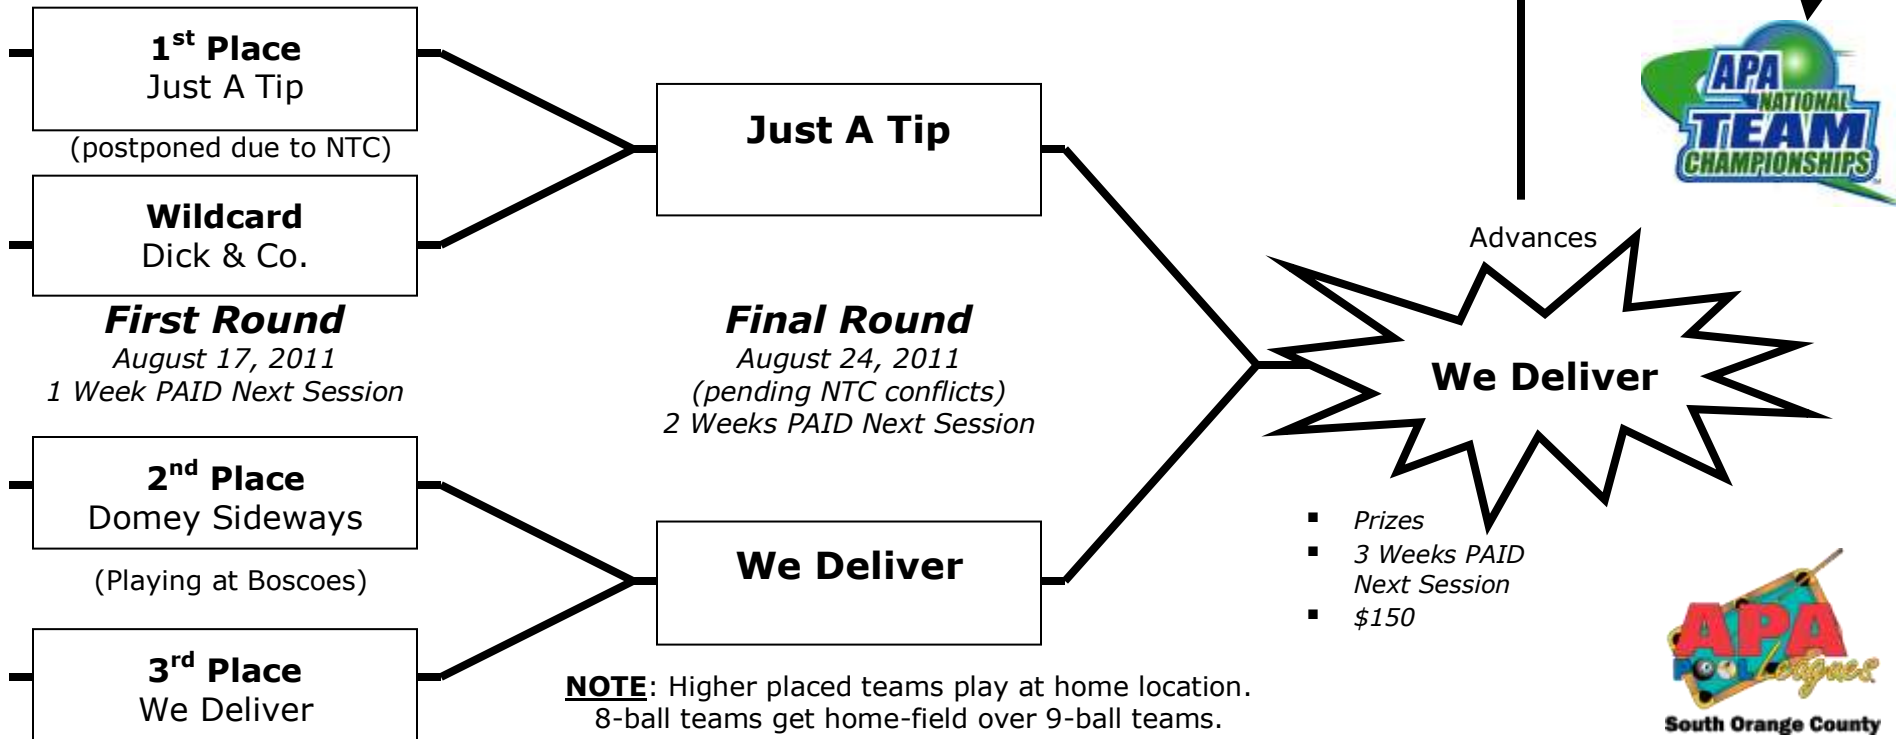 1st Place
Just A Tip
(postponed due to NTC)
Wildcard
Dick & Co.
First Round
August 17, 2011
1 Week PAID Next Session
2nd Place
Domey Sideways
(Playing at Boscoes)
3rd Place
We Deliver
Just A Tip
Final Round
August 24, 2011
(pending NTC conflicts)
2 Weeks PAID Next Session
We Deliver
NOTE: Higher placed teams play at home location.
8-ball teams get home-field over 9-ball teams.
Advances
We Deliver
▪ Prizes
▪ 3 Weeks PAID
Next Session
▪ $150
APA
NATIONAL
TEAM
CHAMPIONSHIPS
APA
POOL Leagues
South Orange County